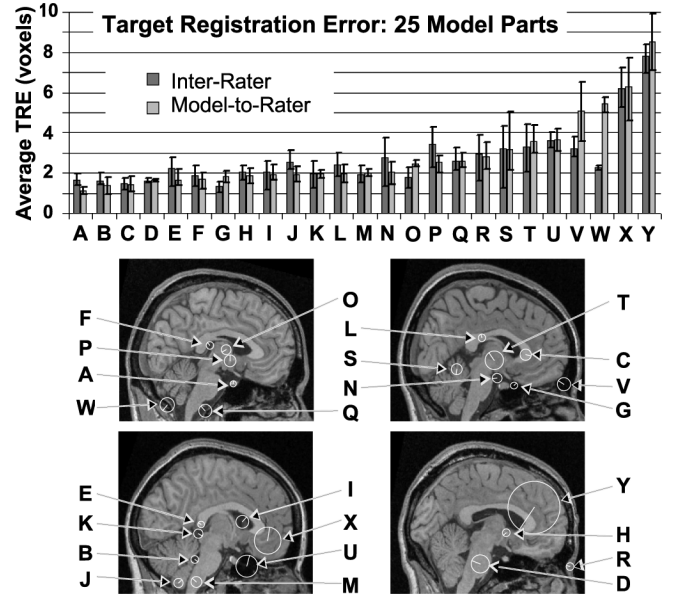 Target Registration Error: 25 Model Parts
Average TRE (voxels)
10
8
6
4
2
0
Inter-Rater
Model-to-Rater
A B C D E F G H I J K L M N O P Q R S T U V W X Y
F
P
A
W
O
Q
L
S
N
T
C
V
G
E
K
B
J
I
X
U
M
Y
H
R
D